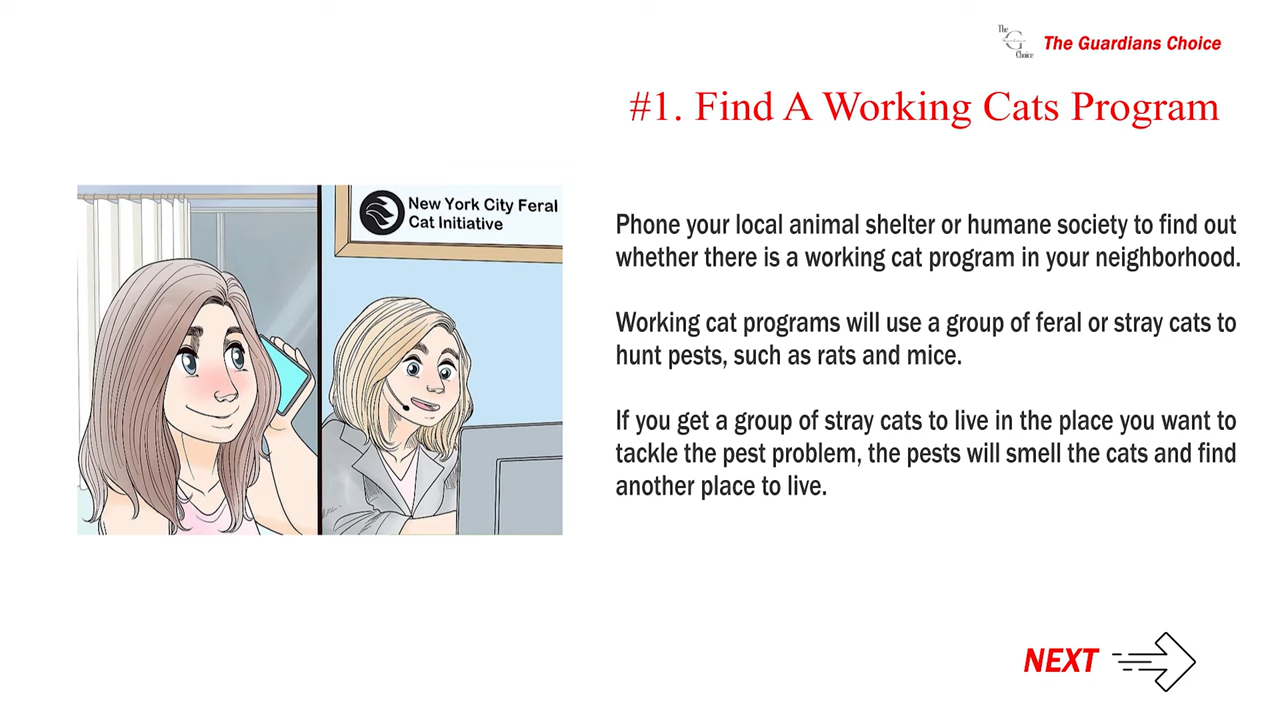 The
G
Choice
The Guardians Choice
#1. Find A Working Cats Program
New York City Feral
Cat Initiative
Phone your local animal shelter or humane society to find out
whether there is a working cat program in your neighborhood.
Working cat programs will use a group of feral or stray cats to
hunt pests, such as rats and mice.
If you get a group of stray cats to live in the place you want to
tackle the pest problem, the pests will smell the cats and find
another place to live.
NEXT